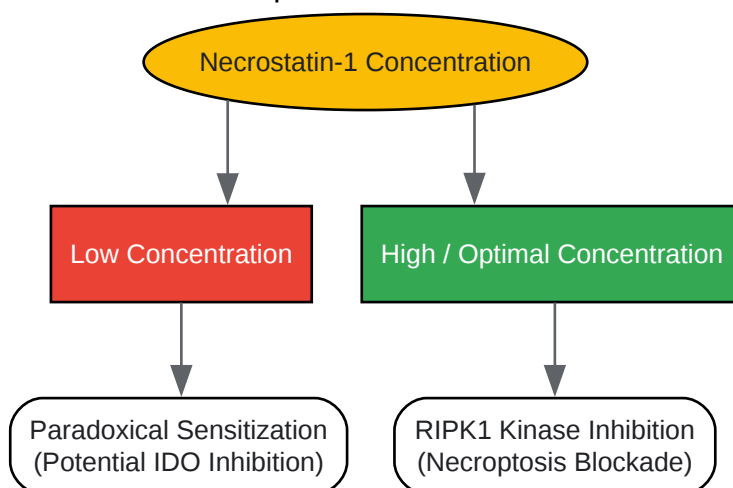 Necrostatin-1 Concentration
Low Concentration
High / Optimal Concentration
Paradoxical Sensitization
(Potential IDO Inhibition)
RIPK1 Kinase Inhibition
(Necroptosis Blockade)